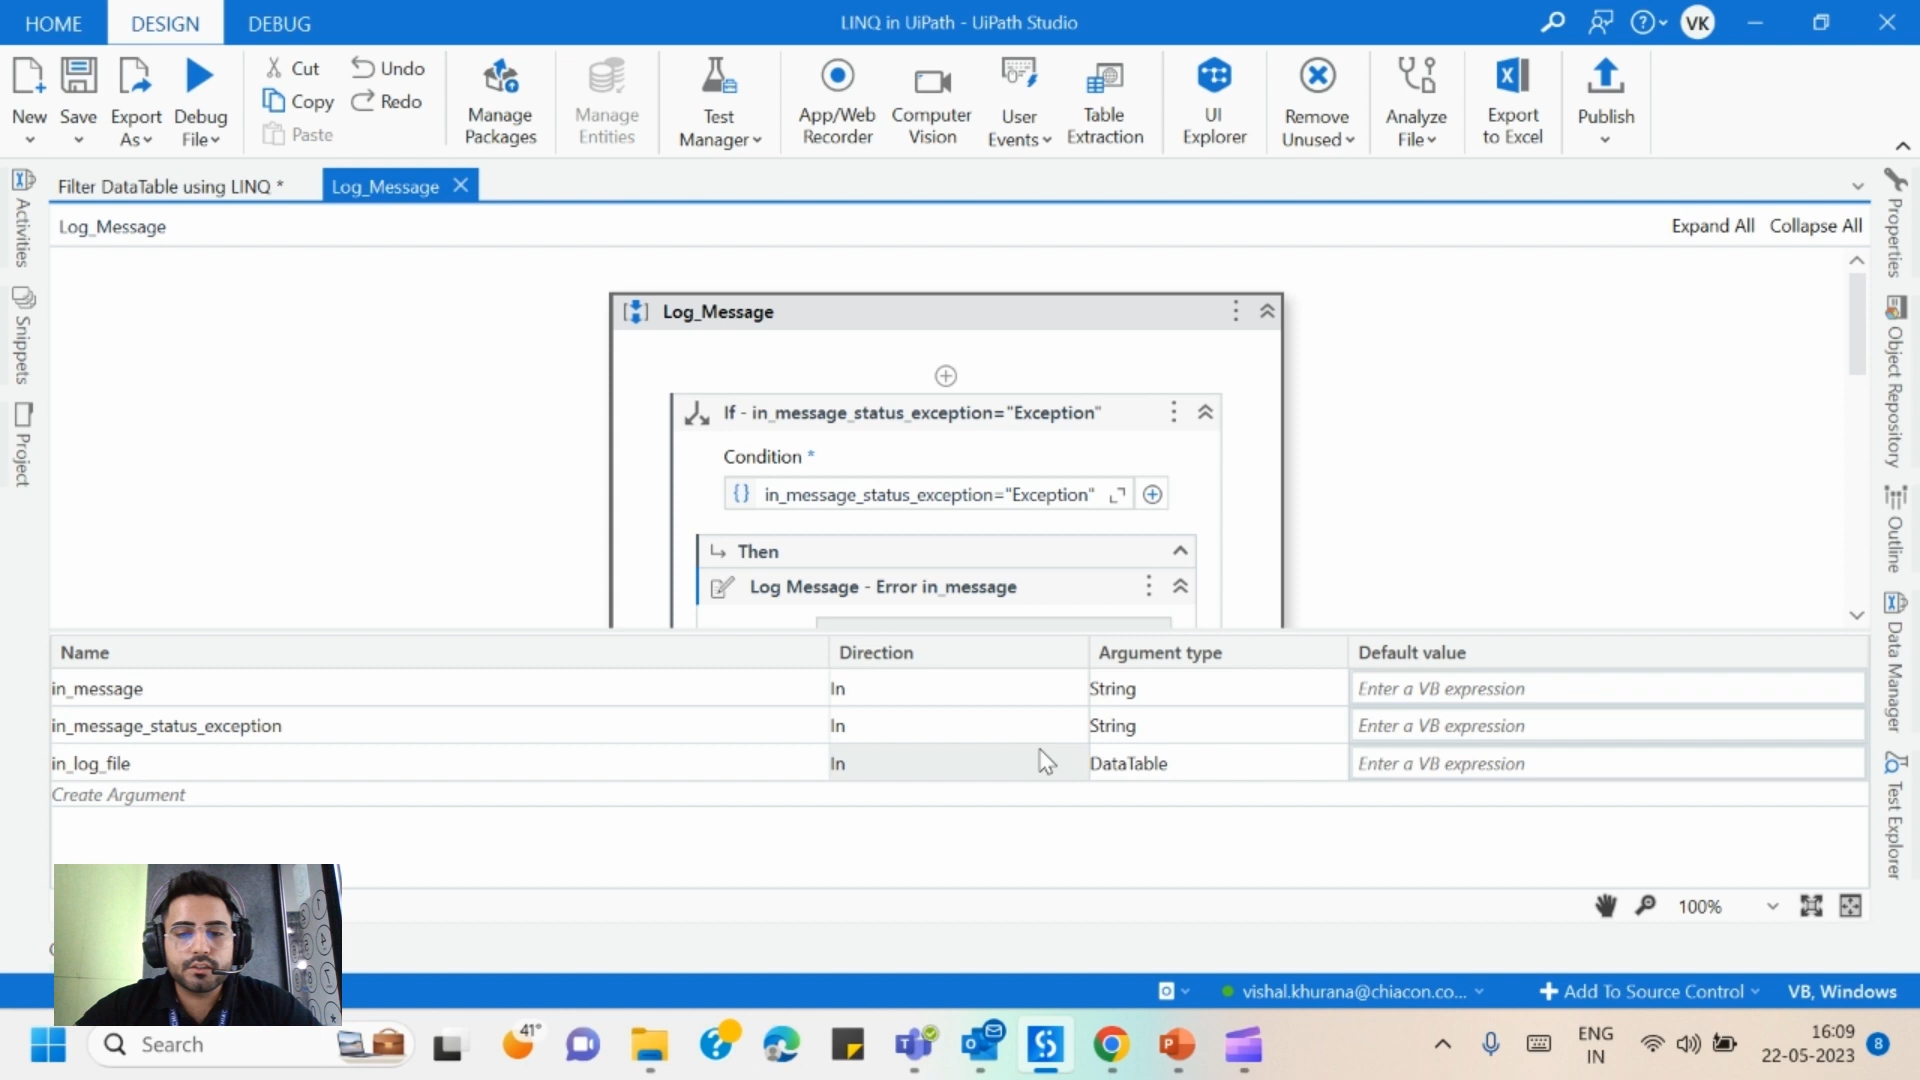 HOME
DESIGN
DEBUG
LINQ in UiPath - UiPath Studio
VK
New
Save
Export As
Debug File
Cut
Copy
Paste
Undo
Redo
Manage Packages
Manage Entities
Test Manager
App/Web Recorder
Computer Vision
User Events
Table Extraction
UI Explorer
Remove Unused
Analyze File
Export to Excel
Publish
Activities
Snippets
Project
Filter DataTable using LINQ *
Log_Message
Log_Message
Expand All
Collapse All
Log_Message
If - in_message_status_exception="Exception"
Condition *
in_message_status_exception="Exception"
Then
Log Message - Error in_message
Properties
Object Repository
Outline
Data Manager
Test Explorer
Name Direction Argument type Default value
in_message In String Enter a VB expression
in_message_status_exception In String Enter a VB expression
in_log_file In DataTable Enter a VB expression
Create Argument
100%
vishal.khurana@chiacon.co...
Add To Source Control
VB, Windows
Search
41°
ENG
IN
16:09
22-05-2023
8